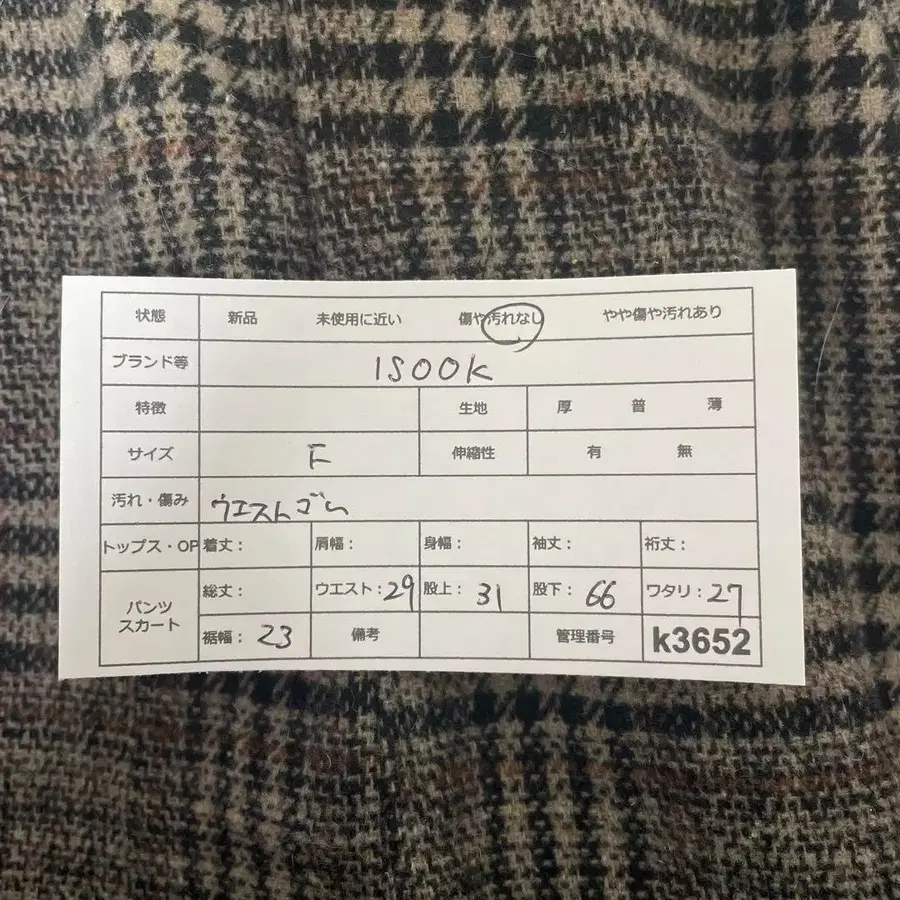 状態 新品 未使用に近い 傷や汚れなし やや傷や汚れあり
ブランド等 ISOOK
特徴 生地 厚 普 薄
サイズ F 伸縮性 有 無
汚れ・傷み ウエストゴム
トップス・OP 着丈: 肩幅: 身幅: 袖丈: 裄丈:
パンツ スカート 総丈: ウエスト:29 股上: 31 股下: 66 ワタリ:27
裾幅: 23 備考 管理番号 k3652